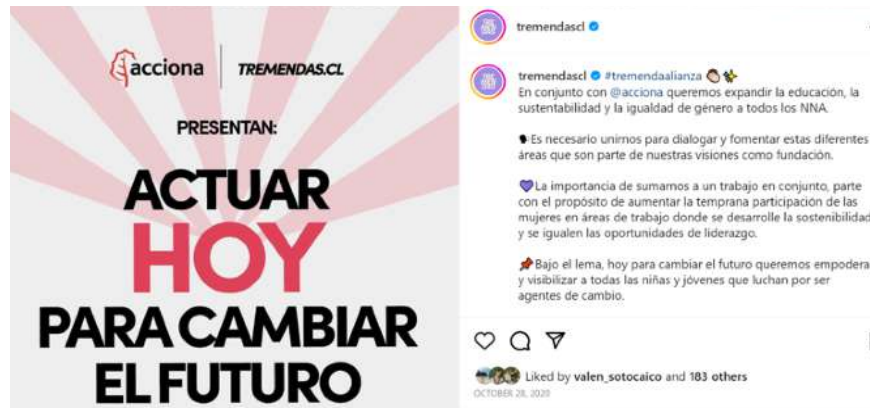 acciona
TREMENDAS.CL
PRESENTAN:
ACTUAR
HOY
PARA CAMBIAR
EL FUTURO
tremendascl
tremendascl #tremendaalianza
En conjunto con @acciona queremos expandir la educación, la
sustentabilidad y la igualdad de género a todos los NNA.
Es necesario unirnos para dialogar y fomentar estas diferentes
áreas que son parte de nuestras visiones como fundación.
La importancia de sumarnos a un trabajo en conjunto, parte
con el propósito de aumentar la temprana participación de las
mujeres en áreas de trabajo donde se desarrolle la sostenibilidad
y se igualen las oportunidades de liderazgo.
Bajo el lema, hoy para cambiar el futuro queremos empodera
y visibilizar a todas las niñas y jóvenes que luchan por ser
agentes de cambio.
Liked by valen_sotocaico and 183 others
OCTOBER 28, 2020